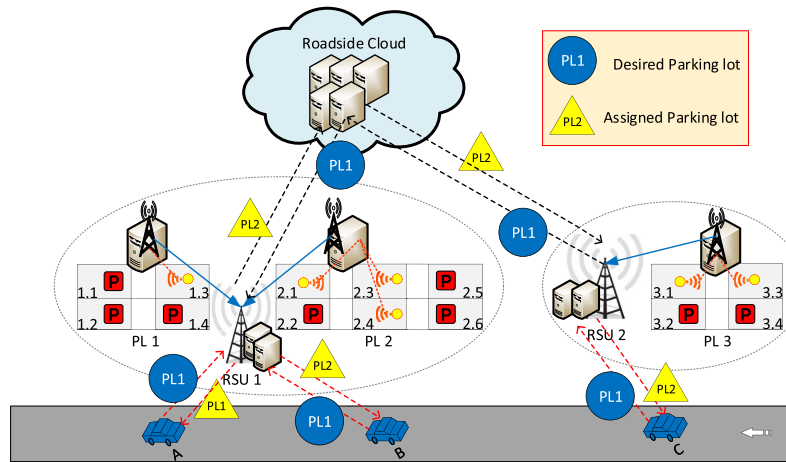 Roadside Cloud
PL1
Desired Parking lot
PL2
Assigned Parking lot
PL1
PL2
PL2
PL1
P
1.1
1.3
P
1.2
P
1.4
2.1
2.3
P
2.5
P
2.2
2.4
P
2.6
3.1
3.3
P
3.2
P
3.4
PL 1
RSU 1
PL 2
RSU 2
PL 3
PL1
PL1
PL2
PL1
PL1
PL2
A
B
C